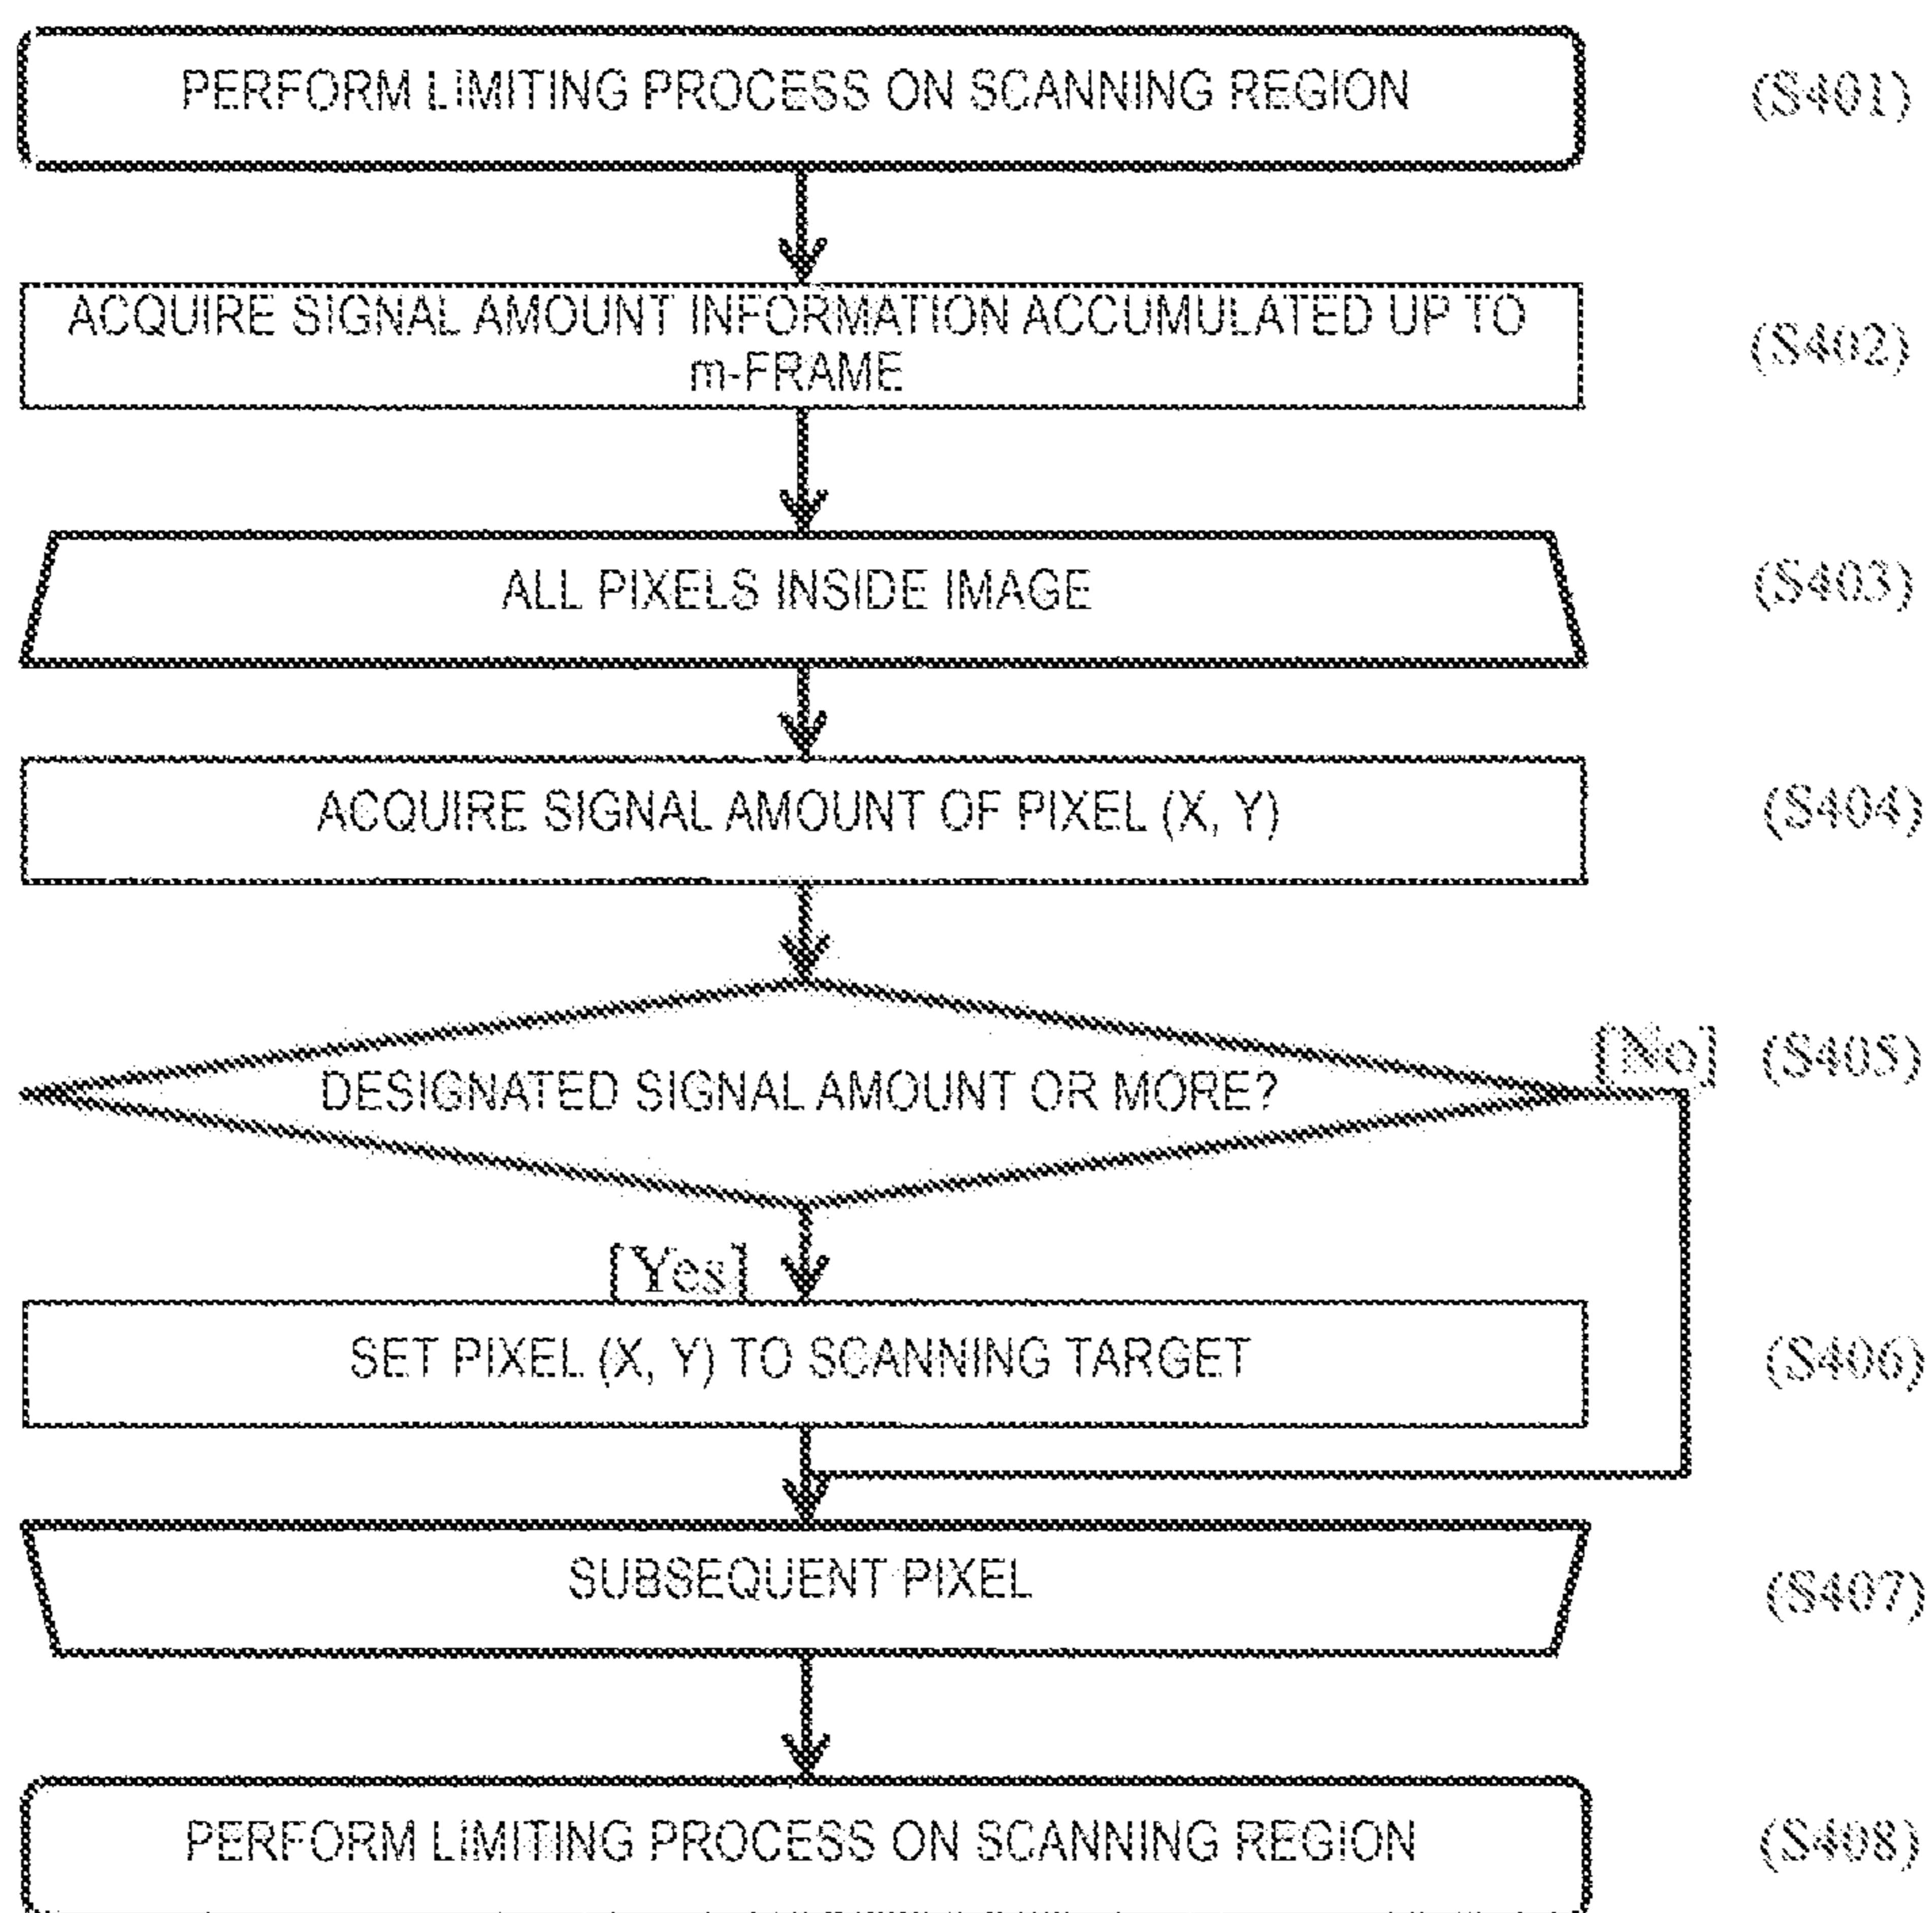 PERFORM LIMITING PROCESS ON SCANNING REGION (S401)
ACQUIRE SIGNAL AMOUNT INFORMATION ACCUMULATED UP TO
m-FRAME (S402)
ALL PIXELS INSIDE IMAGE (S403)
ACQUIRE SIGNAL AMOUNT OF PIXEL (X, Y) (S404)
[No] (S405)
DESIGNATED SIGNAL AMOUNT OR MORE?
[Yes]
SET PIXEL (X, Y) TO SCANNING TARGET (S406)
SUBSEQUENT PIXEL (S407)
PERFORM LIMITING PROCESS ON SCANNING REGION (S408)